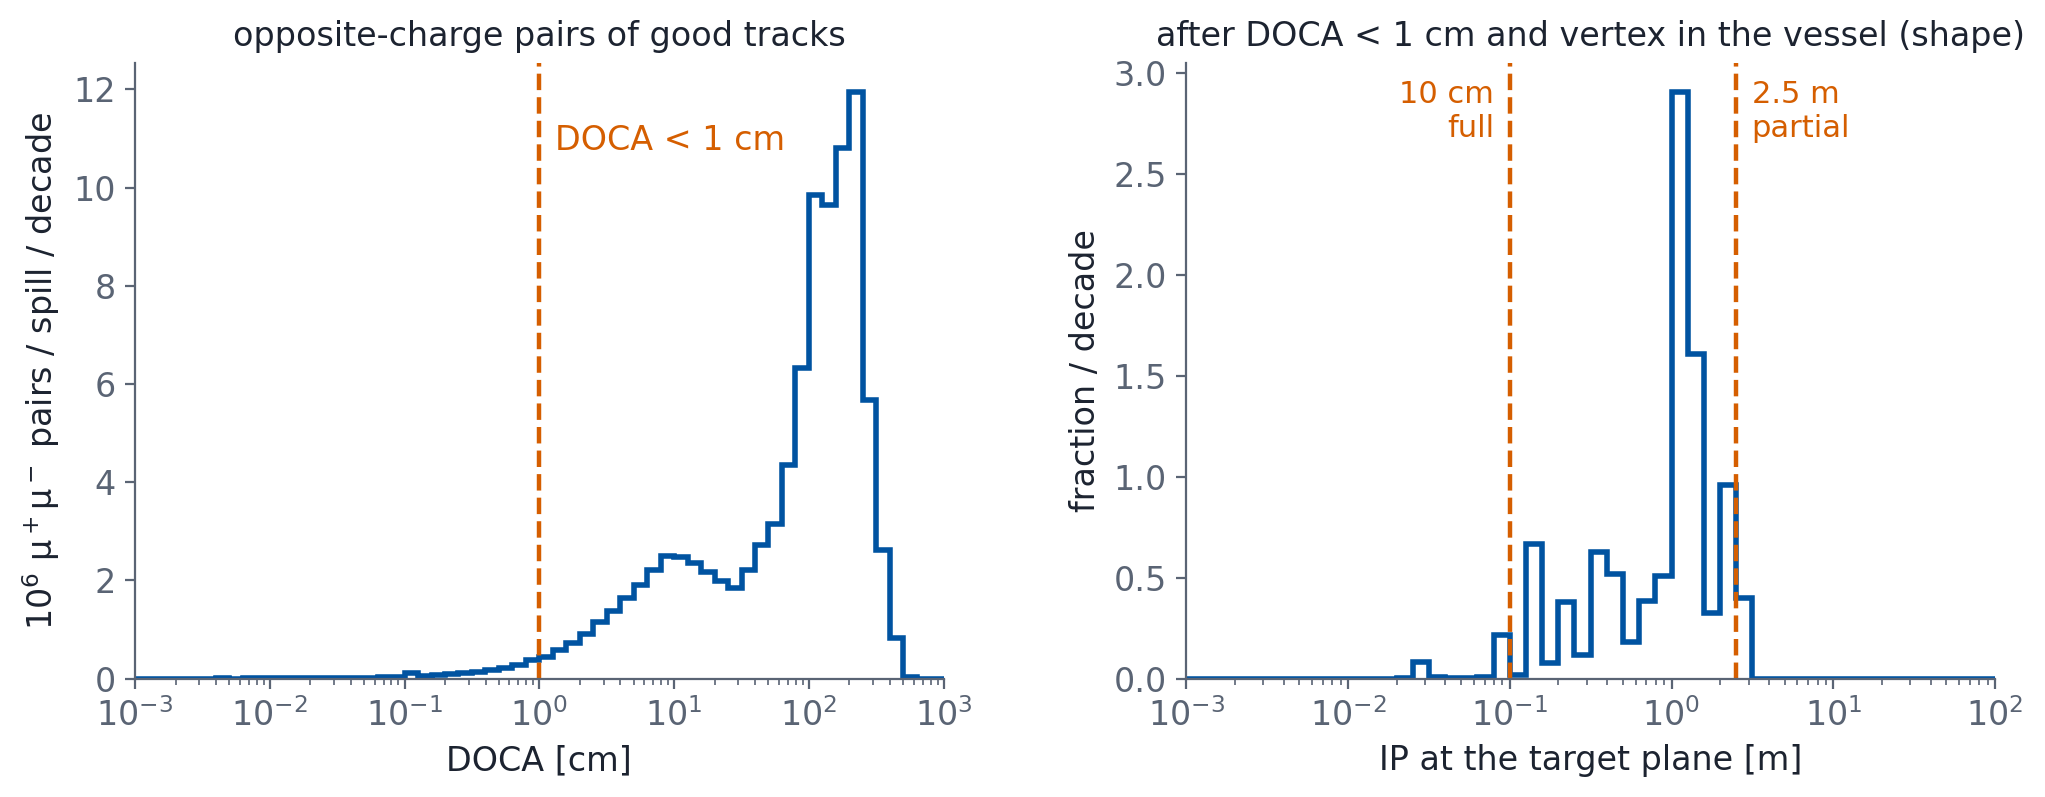 opposite-charge pairs of good tracks
12
10
8
6
4
2
0
10⁶ μ⁺μ⁻ pairs / spill / decade
DOCA < 1 cm
10⁻³ 10⁻² 10⁻¹ 10⁰ 10¹ 10² 10³
DOCA [cm]
after DOCA < 1 cm and vertex in the vessel (shape)
3.0
2.5
2.0
1.5
1.0
0.5
0.0
fraction / decade
10 cm
full
2.5 m
partial
10⁻³ 10⁻² 10⁻¹ 10⁰ 10¹ 10²
IP at the target plane [m]